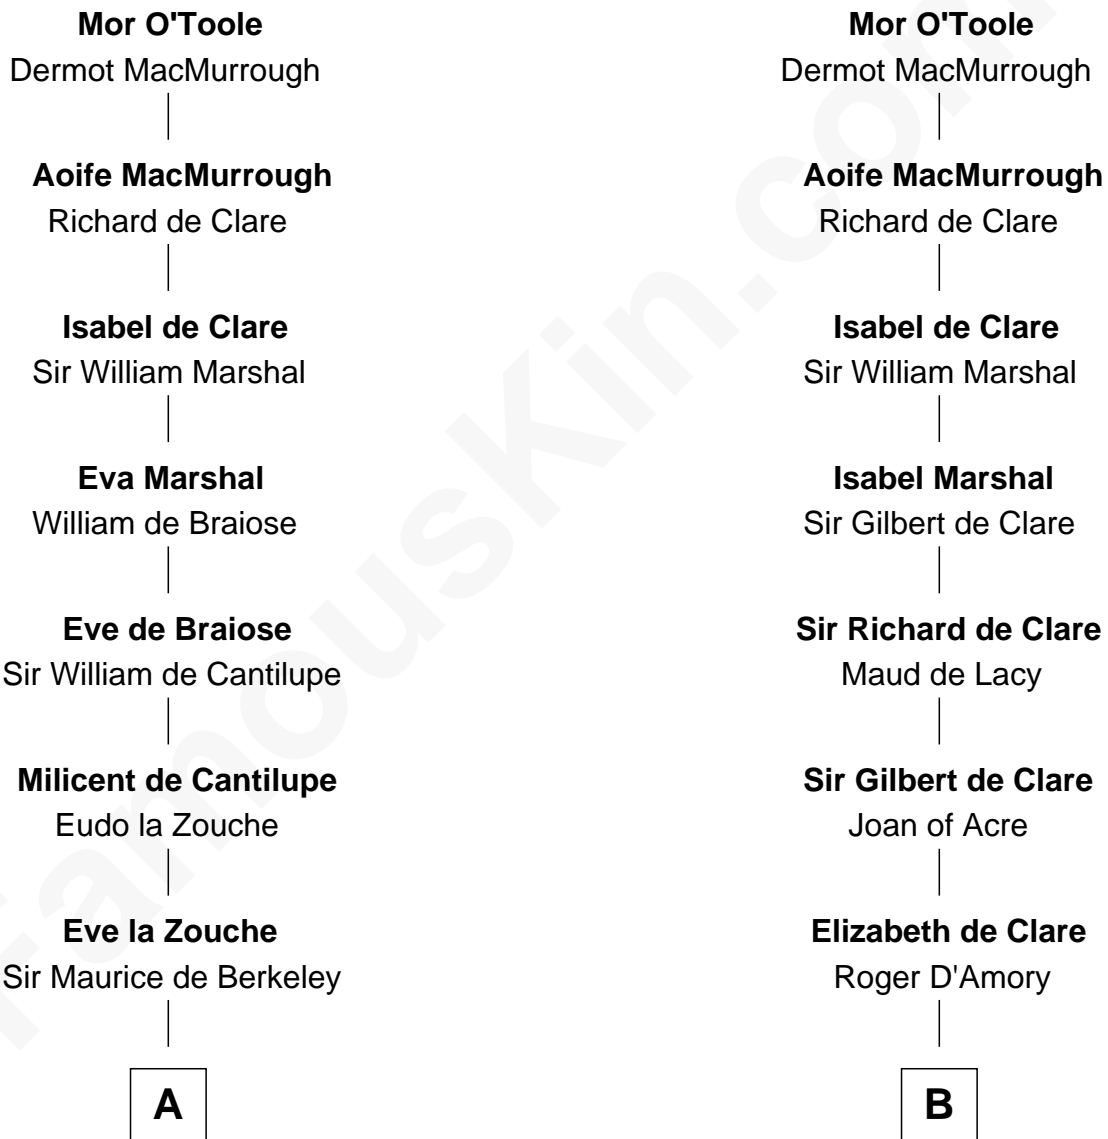 Mor O'Toole
Dermot MacMurrough
Aoife MacMurrough
Richard de Clare
Isabel de Clare
Sir William Marshal
Eva Marshal
William de Braiose
Eve de Braiose
Sir William de Cantilupe
Milicent de Cantilupe
Eudo la Zouche
Eve la Zouche
Sir Maurice de Berkeley
A
Mor O'Toole
Dermot MacMurrough
Aoife MacMurrough
Richard de Clare
Isabel de Clare
Sir William Marshal
Isabel Marshal
Sir Gilbert de Clare
Sir Richard de Clare
Maud de Lacy
Sir Gilbert de Clare
Joan of Acre
Elizabeth de Clare
Roger D'Amory
B
FamousKin.com